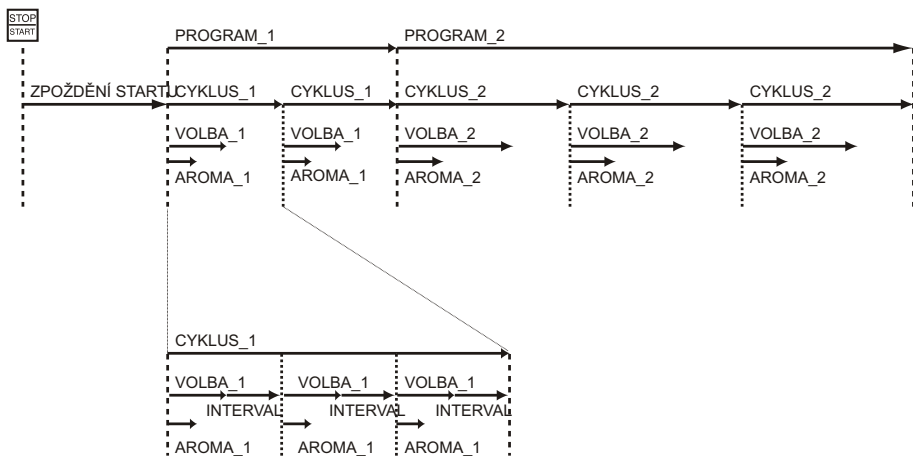 STOP
START
PROGRAM_1 PROGRAM_2
ZPOŽDĚNÍ STARTU CYKLUS_1 CYKLUS_1 CYKLUS_2 CYKLUS_2 CYKLUS_2
VOLBA_1 VOLBA_1 VOLBA_2 VOLBA_2 VOLBA_2
AROMA_1 AROMA_1 AROMA_2 AROMA_2 AROMA_2
CYKLUS_1
VOLBA_1 VOLBA_1 VOLBA_1
INTERVAL INTERVAL INTERVAL
AROMA_1 AROMA_1 AROMA_1